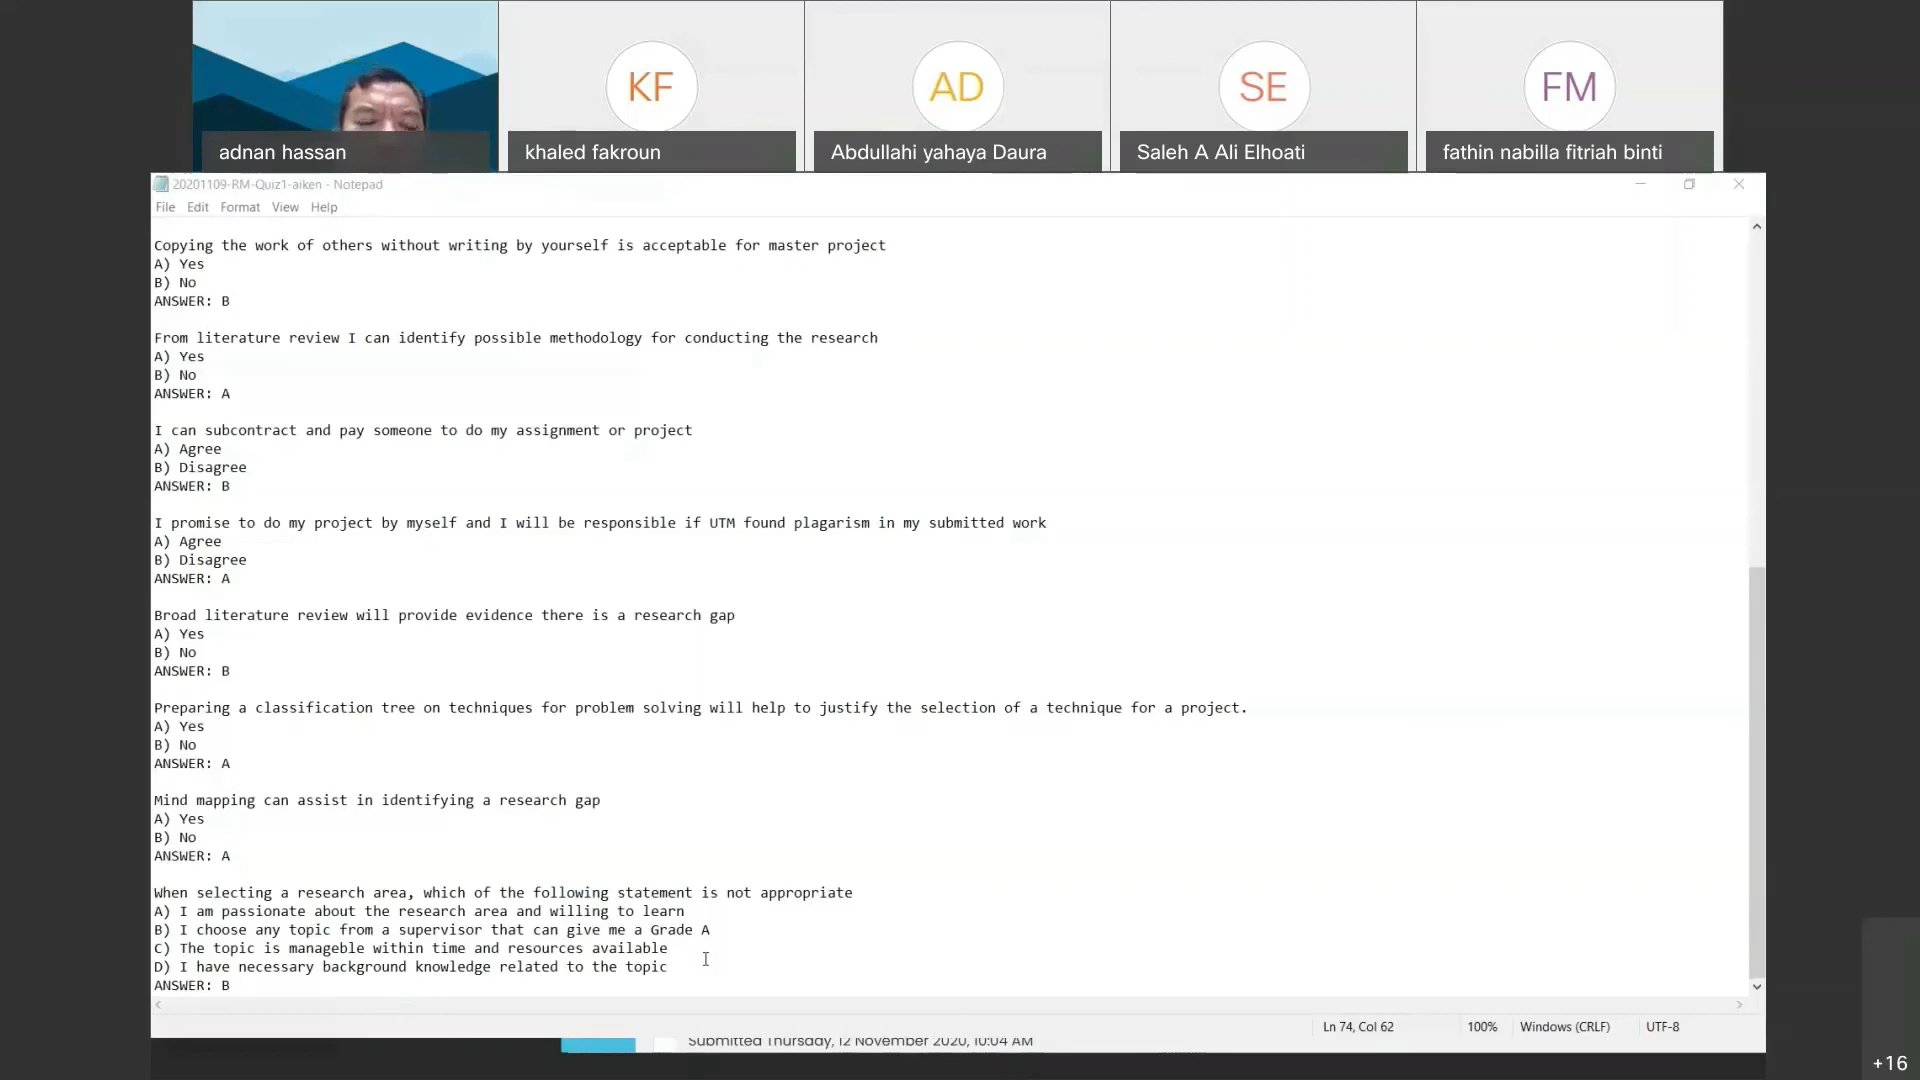 KF
AD
SE
FM
adnan hassan
khaled fakroun
Abdullahi yahaya Daura
Saleh A Ali Elhoati
fathin nabilla fitriah binti
20201109-RM-Quiz1-aiken - Notepad
File Edit Format View Help
Copying the work of others without writing by yourself is acceptable for master project
A) Yes
B) No
ANSWER: B
From literature review I can identify possible methodology for conducting the research
A) Yes
B) No
ANSWER: A
I can subcontract and pay someone to do my assignment or project
A) Agree
B) Disagree
ANSWER: B
I promise to do my project by myself and I will be responsible if UTM found plagarism in my submitted work
A) Agree
B) Disagree
ANSWER: A
Broad literature review will provide evidence there is a research gap
A) Yes
B) No
ANSWER: B
Preparing a classification tree on techniques for problem solving will help to justify the selection of a technique for a project.
A) Yes
B) No
ANSWER: A
Mind mapping can assist in identifying a research gap
A) Yes
B) No
ANSWER: A
When selecting a research area, which of the following statement is not appropriate
A) I am passionate about the research area and willing to learn
B) I choose any topic from a supervisor that can give me a Grade A
C) The topic is manageble within time and resources available
D) I have necessary background knowledge related to the topic
ANSWER: B
Ln 74, Col 62 100% Windows (CRLF) UTF-8
Submitted Thursday, 12 November 2020, 10:04 AM
+16